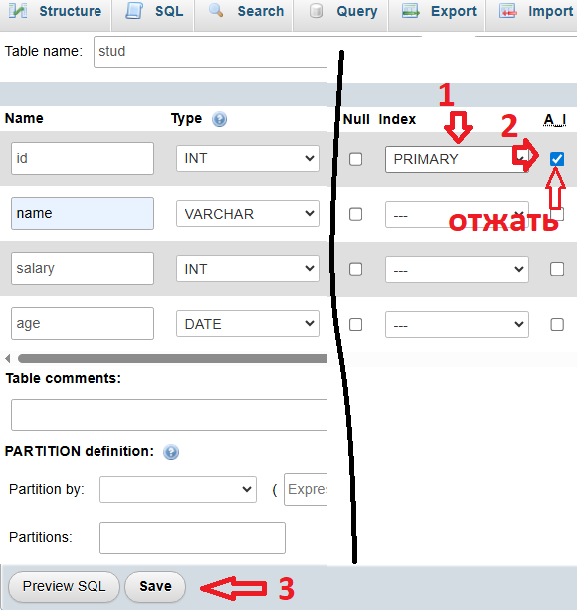 Structure SQL Search Query Export Import
Table name: stud
1
2
Name Type Null Index A_I
id INT PRIMARY
name VARCHAR ---
отжать
salary INT ---
age DATE ---
Table comments:
PARTITION definition:
Partition by: ( Expres
Partitions:
Preview SQL Save 3